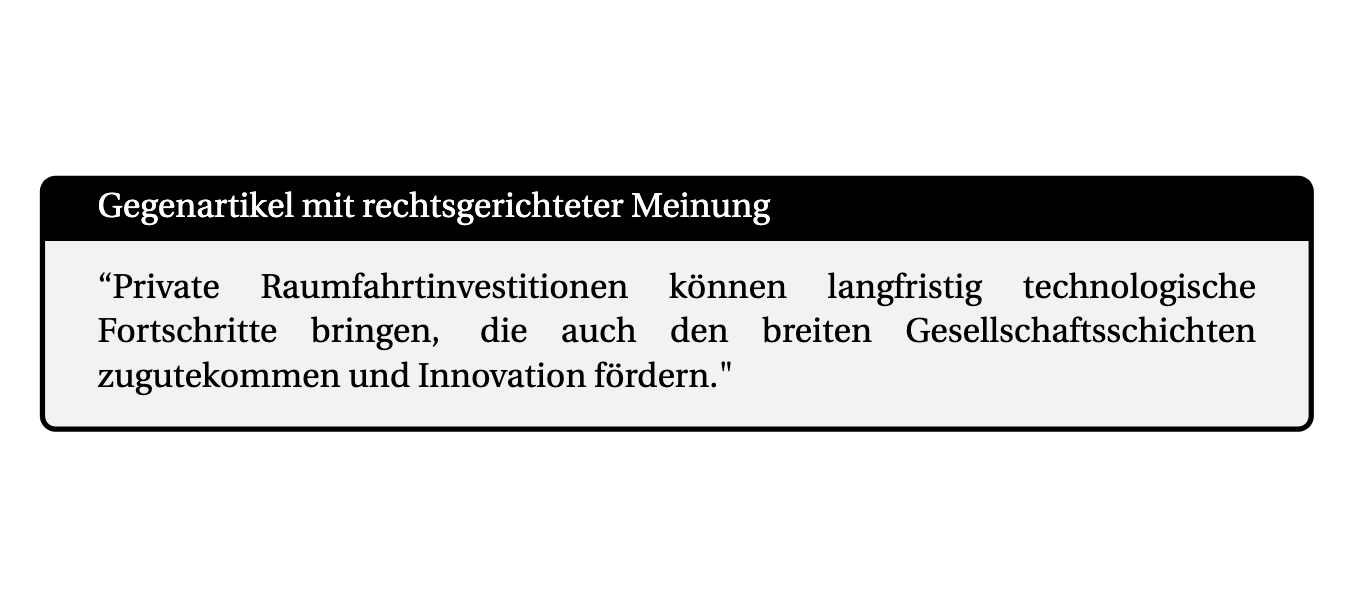 Gegenartikel mit rechtsgerichteter Meinung
“Private Raumfahrtinvestitionen können langfristig technologische
Fortschritte bringen, die auch den breiten Gesellschaftsschichten
zugutekommen und Innovation fördern."